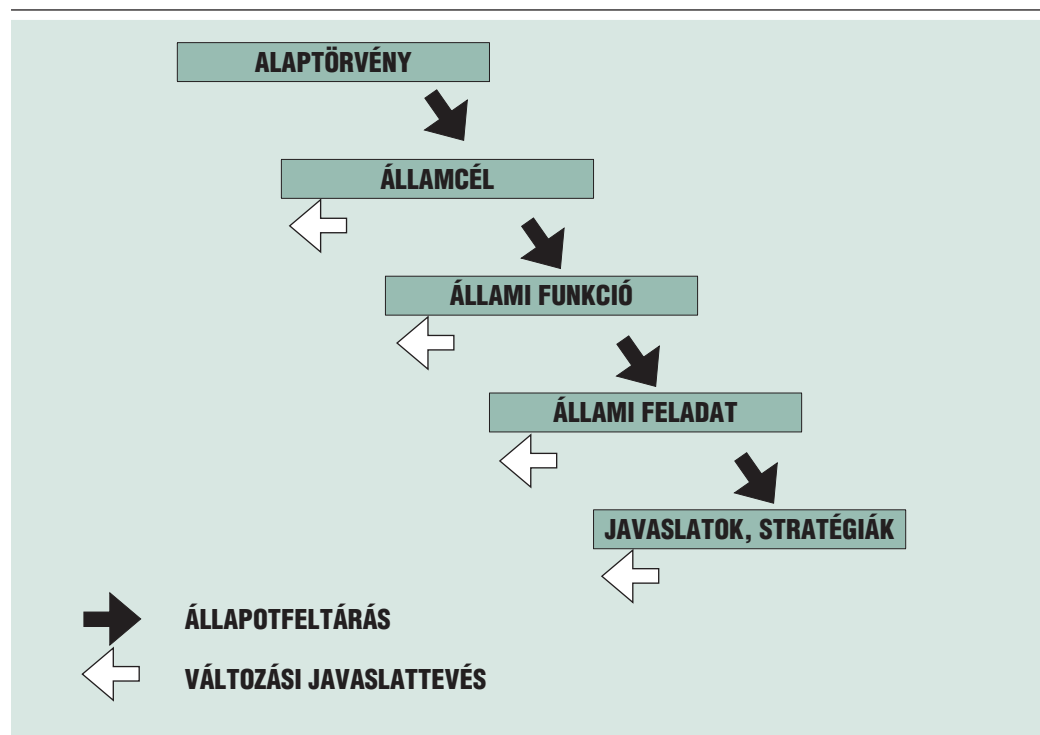 ALAPTÖRVÉNY
ÁLLAMCÉL
ÁLLAMI FUNKCIÓ
ÁLLAMI FELADAT
JAVASLATOK, STRATÉGIÁK
ÁLLAPOTFELTÁRÁS
VÁLTOZÁSI JAVASLATTEVÉS